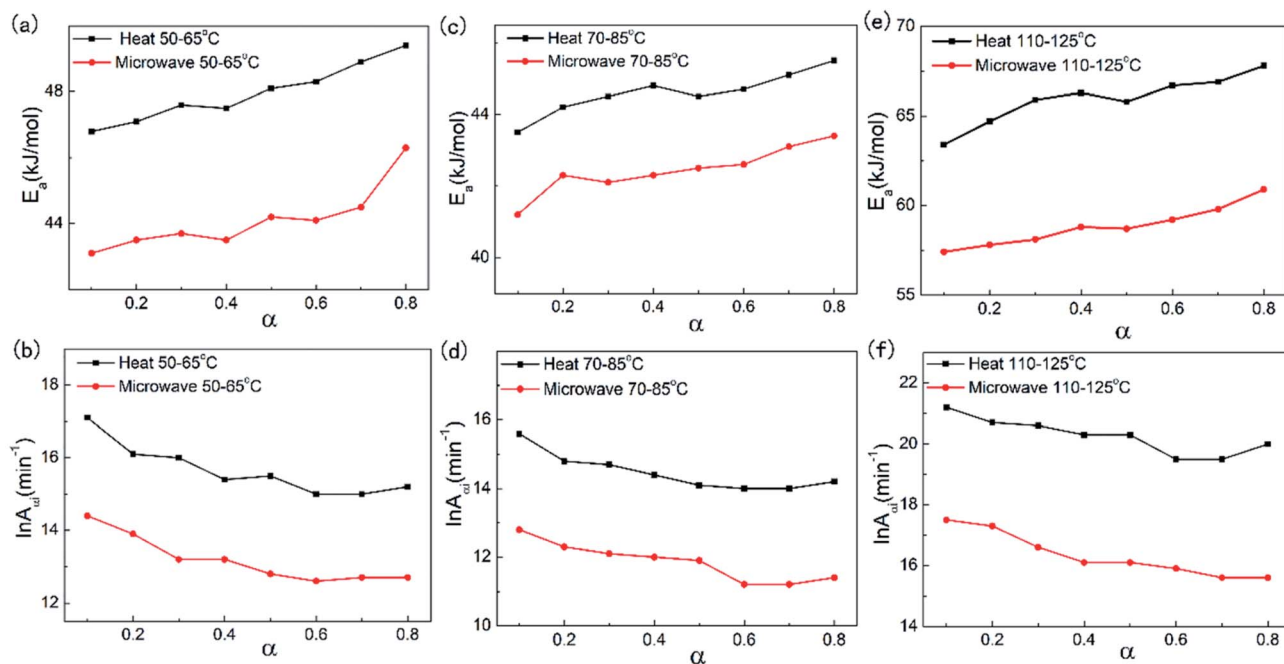 (a)
Heat 50-65°C
Microwave 50-65°C
48
44
Ea(kJ/mol)
0.2 0.4 0.6 0.8
α
(c)
Heat 70-85°C
Microwave 70-85°C
44
40
Ea(kJ/mol)
0.2 0.4 0.6 0.8
α
(e)
70
Heat 110-125°C
Microwave 110-125°C
65
60
55
Ea(kJ/mol)
0.2 0.4 0.6 0.8
α
(b)
18
Heat 50-65°C
Microwave 50-65°C
16
14
12
lnAαi(min⁻¹)
0.2 0.4 0.6 0.8
α
(d)
Heat 70-85°C
Microwave 70-85°C
16
14
12
10
lnAαi(min⁻¹)
0.2 0.4 0.6 0.8
α
(f)
Heat 110-125°C
22
Microwave 110-125°C
20
18
16
14
lnAαi(min⁻¹)
0.2 0.4 0.6 0.8
α